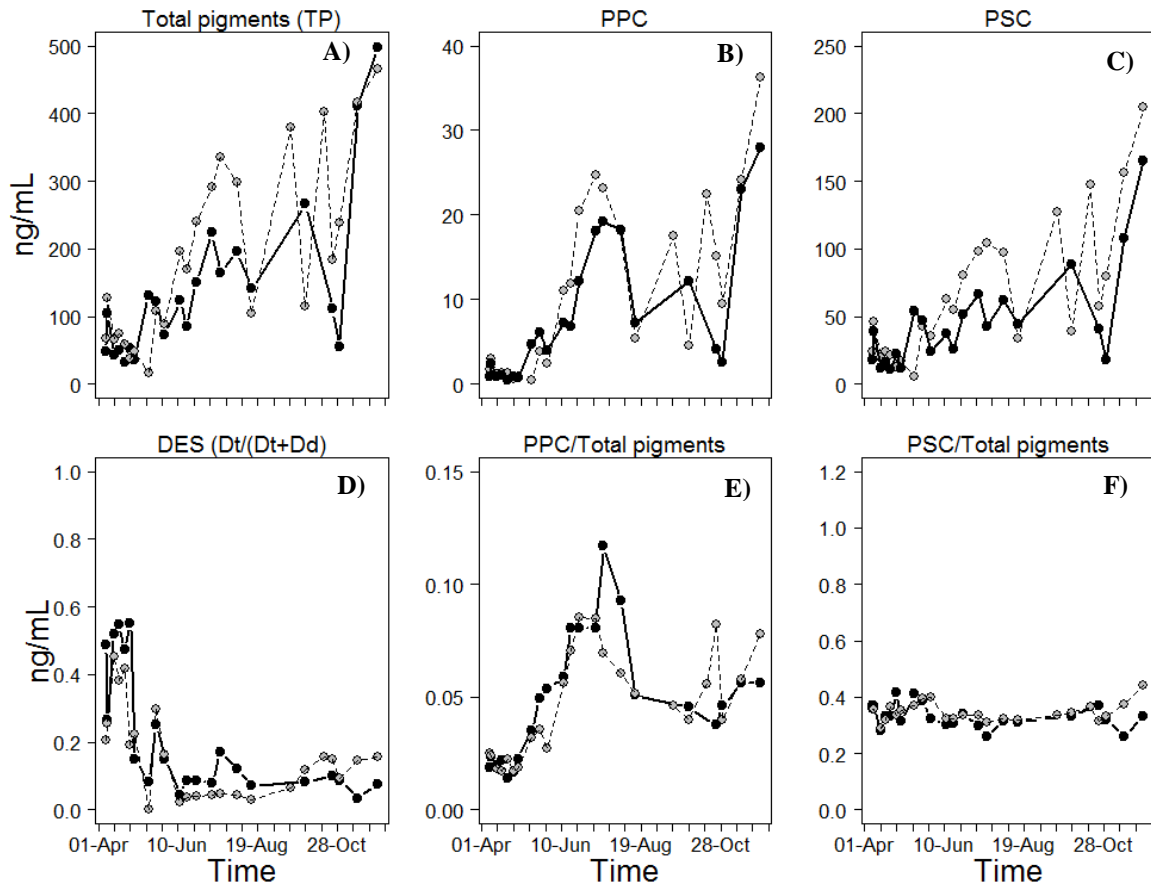 Total pigments (TP)
PPC
PSC
A)
B)
C)
500
400
300
200
100
0
40
30
20
10
0
250
200
150
100
50
0
ng/mL
DES (Dt/(Dt+Dd)
PPC/Total pigments
PSC/Total pigments
D)
E)
F)
1.0
0.8
0.6
0.4
0.2
0.0
0.15
0.10
0.05
0.00
1.2
1.0
0.8
0.6
0.4
0.2
0.0
ng/mL
01-Apr 10-Jun 19-Aug 28-Oct
01-Apr 10-Jun 19-Aug 28-Oct
01-Apr 10-Jun 19-Aug 28-Oct
Time
Time
Time